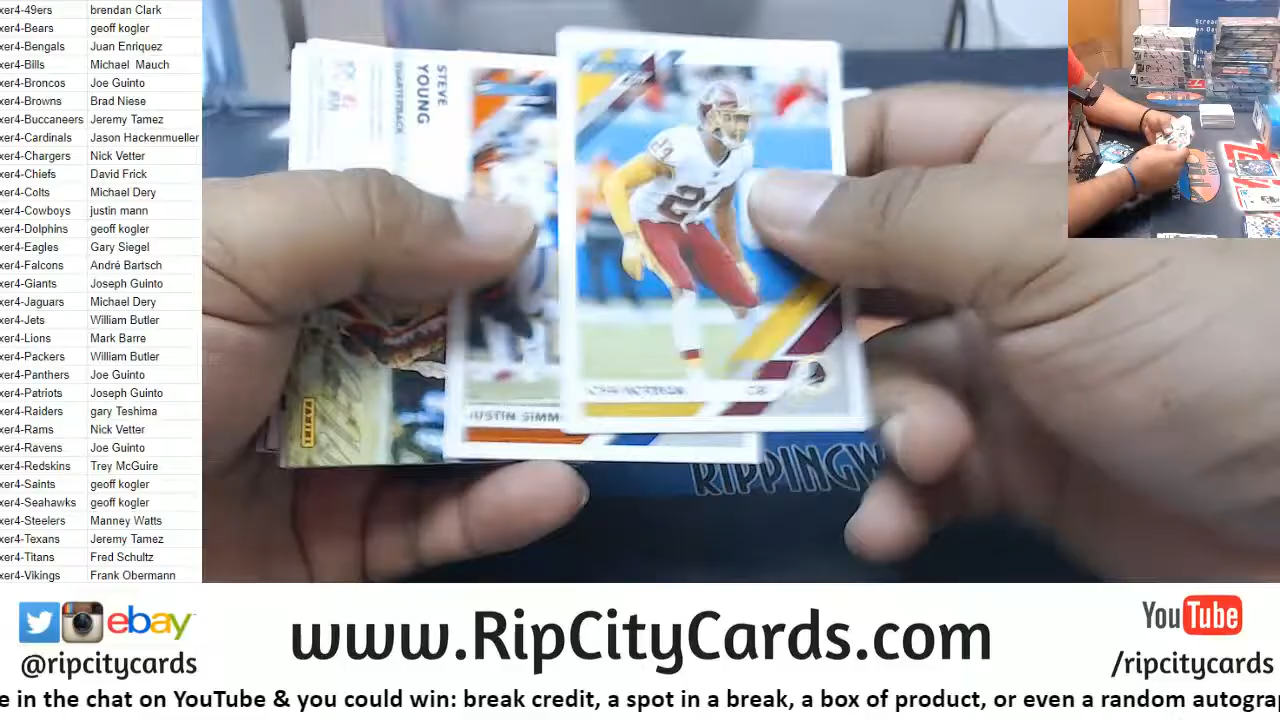 xer4-49ers brendan Clark
xer4-Bears geoff kogler
xer4-Bengals Juan Enriquez
xer4-Bills Michael Mauch
xer4-Broncos Joe Guinto
xer4-Browns Brad Niese
xer4-Buccaneers Jeremy Tamez
xer4-Cardinals Jason Hackenmueller
xer4-Chargers Nick Vetter
xer4-Chiefs David Frick
xer4-Colts Michael Dery
xer4-Cowboys justin mann
xer4-Dolphins geoff kogler
xer4-Eagles Gary Siegel
xer4-Falcons André Bartsch
xer4-Giants Joseph Guinto
xer4-Jaguars Michael Dery
xer4-Jets William Butler
xer4-Lions Mark Barre
xer4-Packers William Butler
xer4-Panthers Joe Guinto
xer4-Patriots Joseph Guinto
xer4-Raiders gary Teshima
xer4-Rams Nick Vetter
xer4-Ravens Joe Guinto
xer4-Redskins Trey McGuire
xer4-Saints geoff kogler
xer4-Seahawks geoff kogler
xer4-Steelers Manney Watts
xer4-Texans Jeremy Tamez
xer4-Titans Fred Schultz
xer4-Vikings Frank Obermann
STEVE
YOUNG
QUARTERBACK
PANINI
USTIN SIMM
24
CB
RIPPINGW
ebay
@ripcitycards
www.RipCityCards.com
YouTube
/ripcitycards
e in the chat on YouTube & you could win: break credit, a spot in a break, a box of product, or even a random autogra